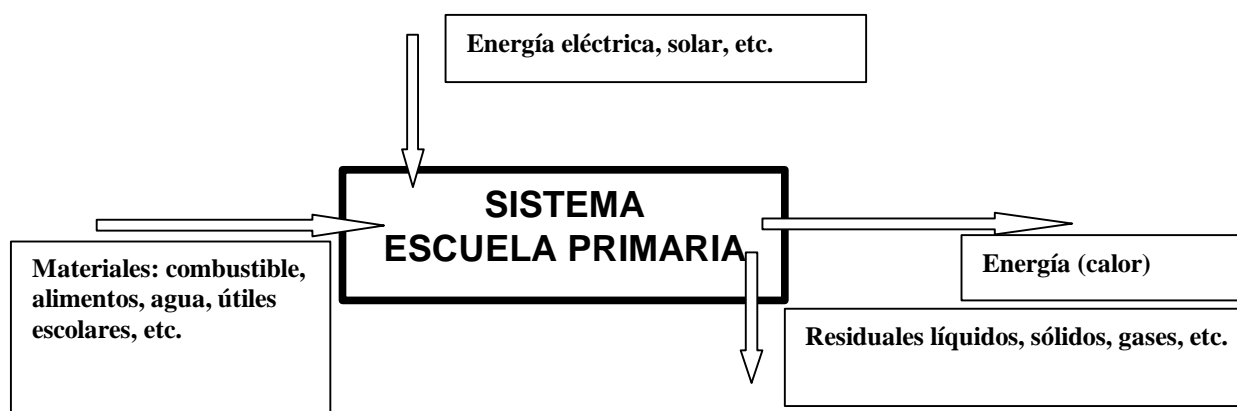 Energía eléctrica, solar, etc.
SISTEMA
ESCUELA PRIMARIA
Materiales: combustible,
alimentos, agua, útiles
escolares, etc.
Energía (calor)
Residuales líquidos, sólidos, gases, etc.